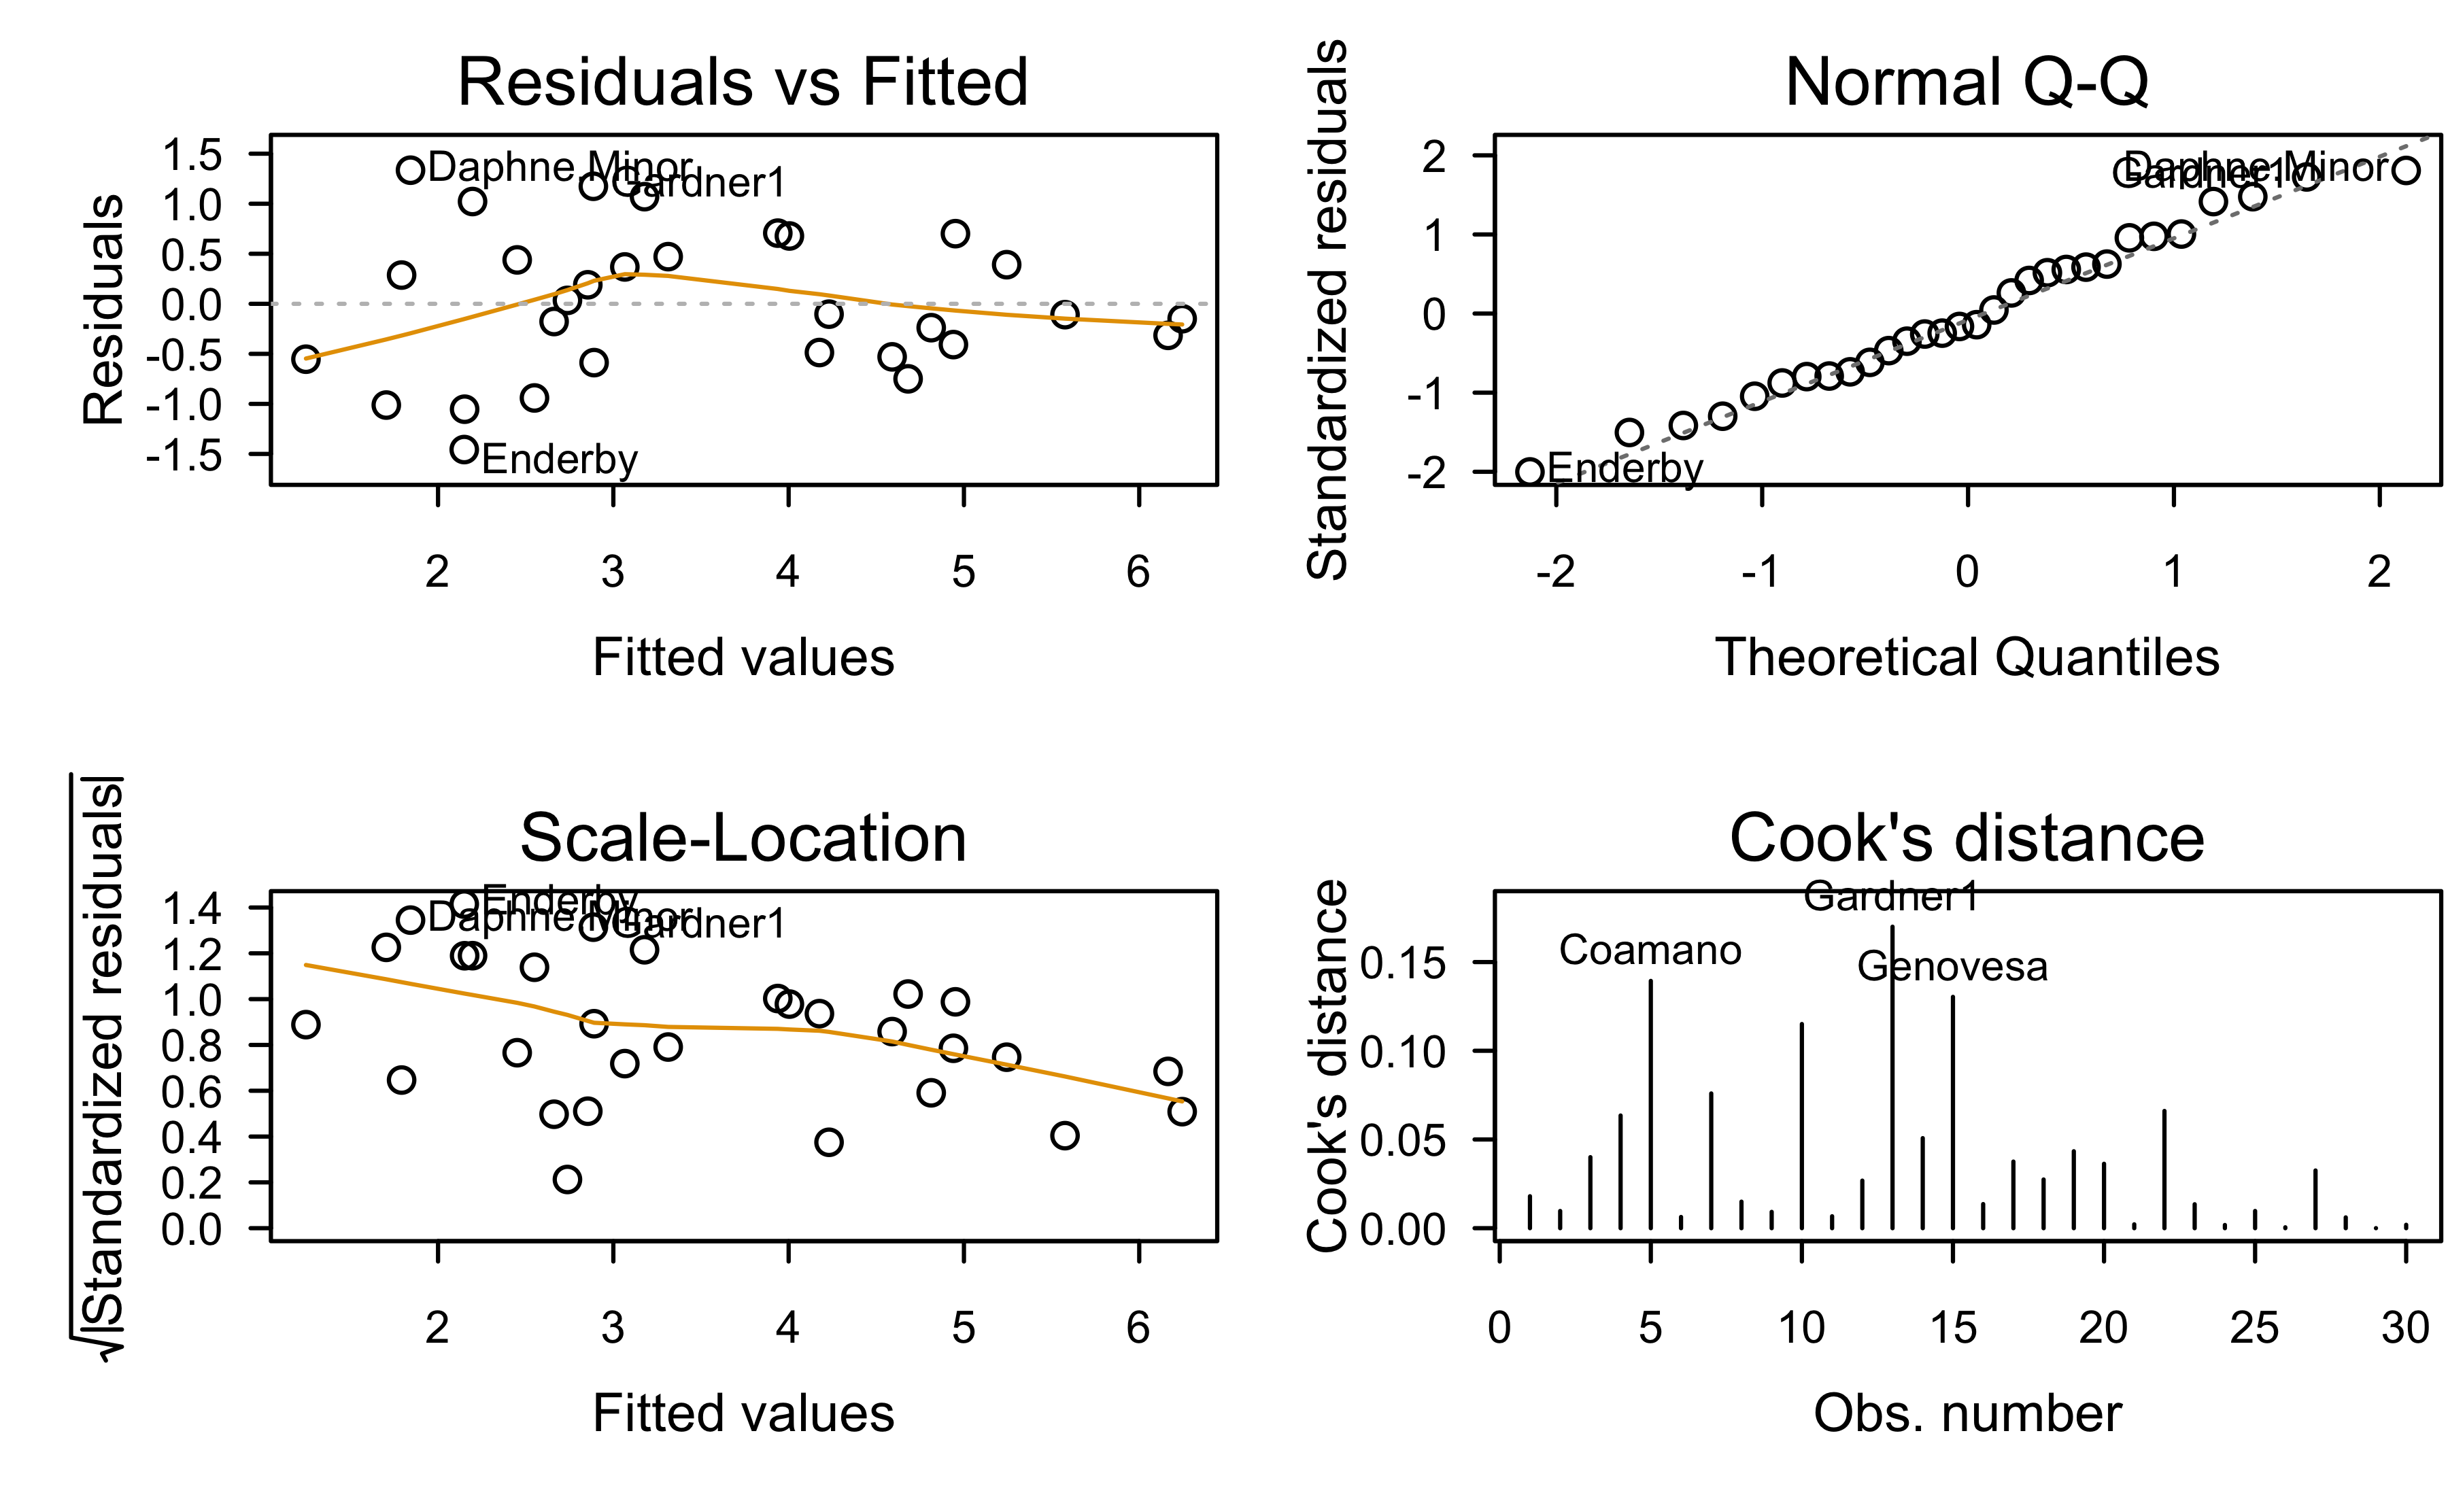 Residuals vs Fitted
Residuals
1.5
1.0
0.5
0.0
-0.5
-1.0
-1.5
Daphne.Minor
Gardner1
Enderby
2 3 4 5 6
Fitted values
Normal Q-Q
Standardized residuals
2
1
0
-1
-2
Daphne.Minor
Gardner1
Enderby
-2 -1 0 1 2
Theoretical Quantiles
Scale-Location
√|Standardized residuals|
1.4
1.2
1.0
0.8
0.6
0.4
0.2
0.0
Enderby
Daphne.Minor
Gardner1
2 3 4 5 6
Fitted values
Cook's distance
Cook's distance
0.15
0.10
0.05
0.00
Gardner1
Coamano
Genovesa
0 5 10 15 20 25 30
Obs. number